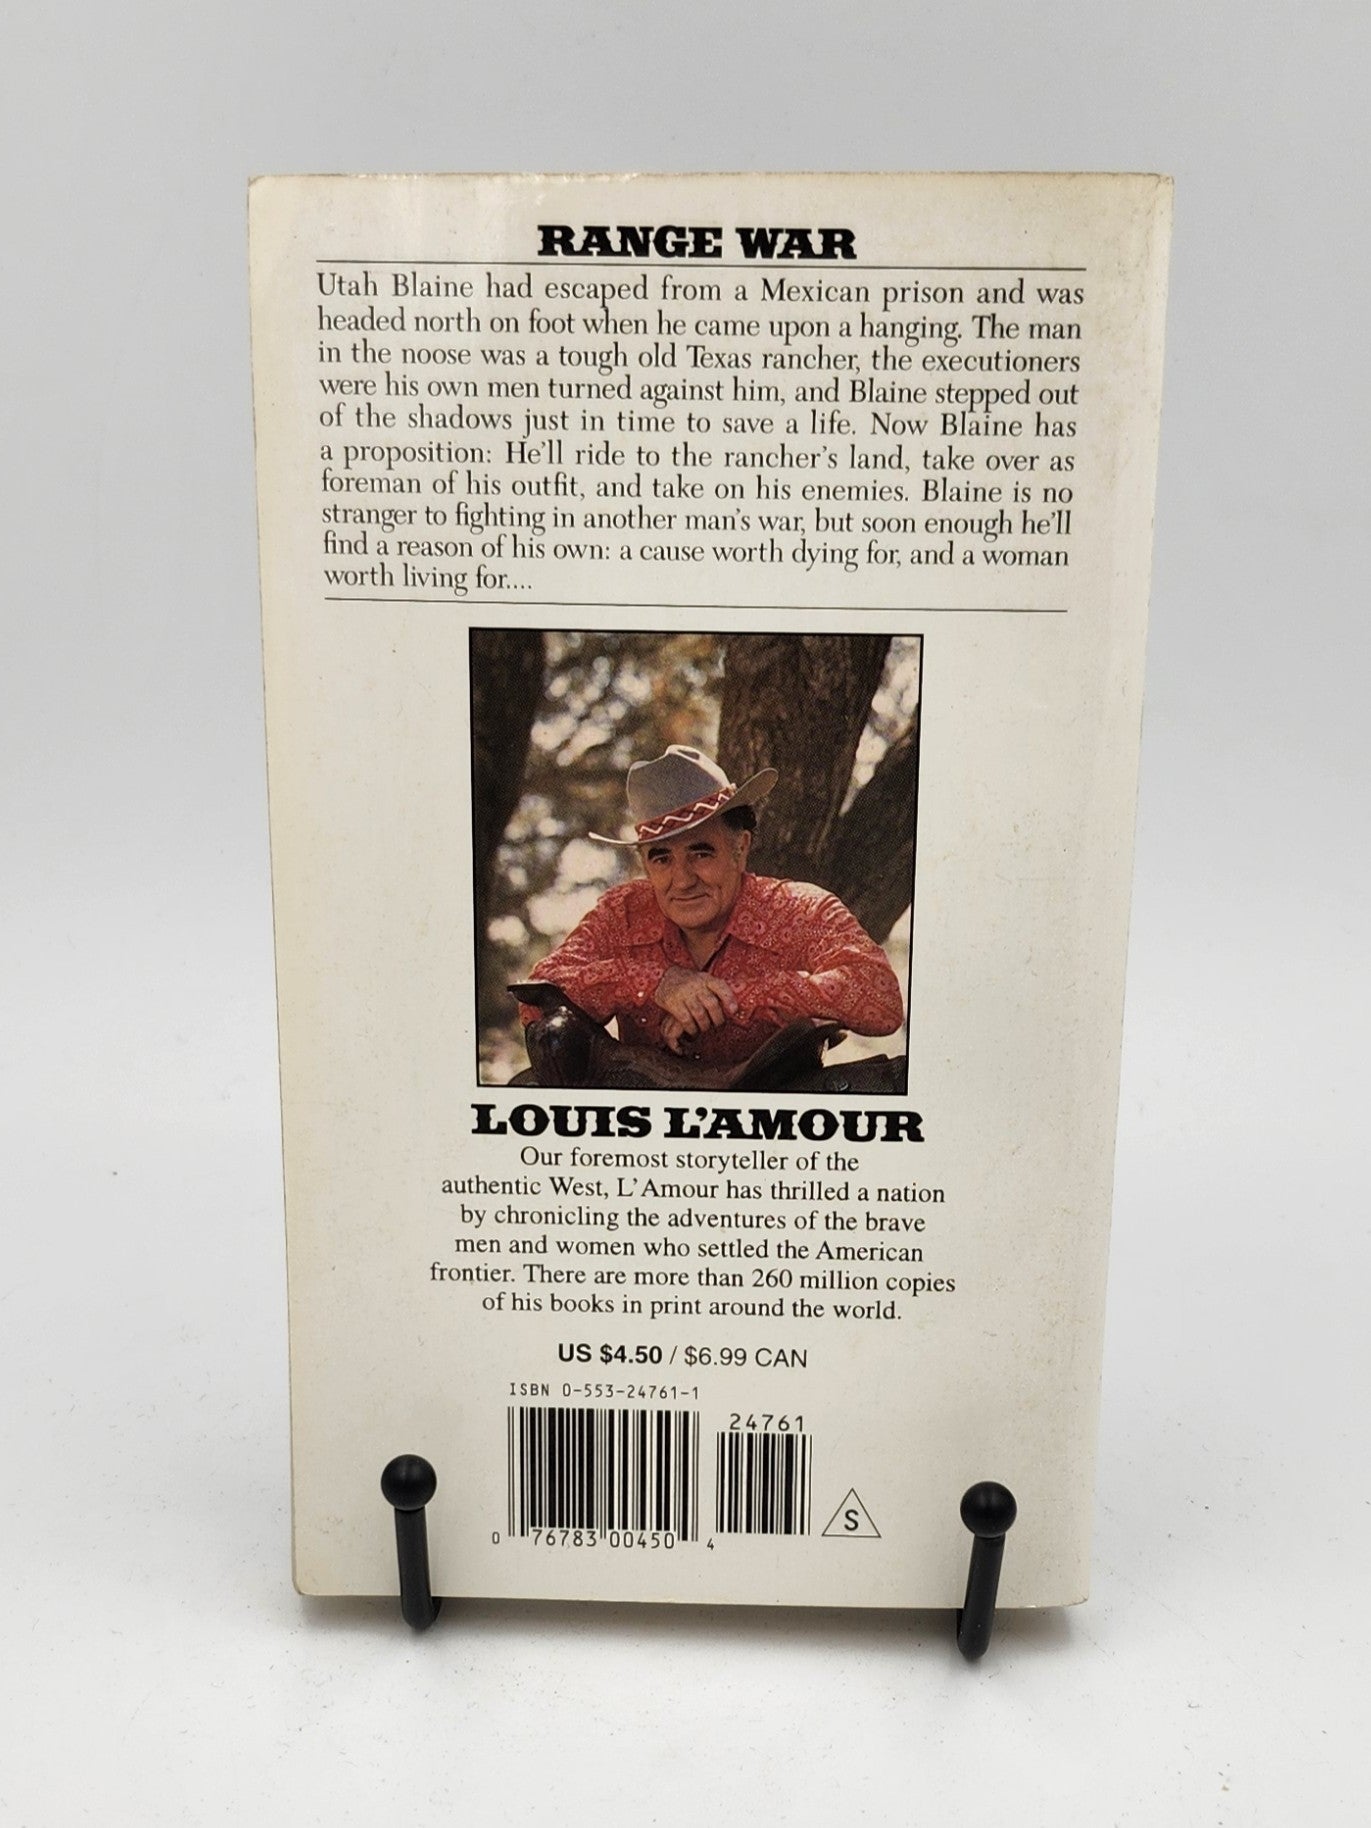 RANGE WAR
Utah Blaine had escaped from a Mexican prison and was
headed north on foot when he came upon a hanging. The man
in the noose was a tough old Texas rancher, the executioners
were his own men turned against him, and Blaine stepped out
of the shadows just in time to save a life. Now Blaine has
a proposition: He'll ride to the rancher's land, take over as
foreman of his outfit, and take on his enemies. Blaine is no
stranger to fighting in another man's war, but soon enough he'll
find a reason of his own: a cause worth dying for, and a woman
worth living for....
LOUIS L'AMOUR
Our foremost storyteller of the
authentic West, L'Amour has thrilled a nation
by chronicling the adventures of the brave
men and women who settled the American
frontier. There are more than 260 million copies
of his books in print around the world.
US $4.50 / $6.99 CAN
ISBN 0-553-24761-1
24761
0 76783 00450 4
S